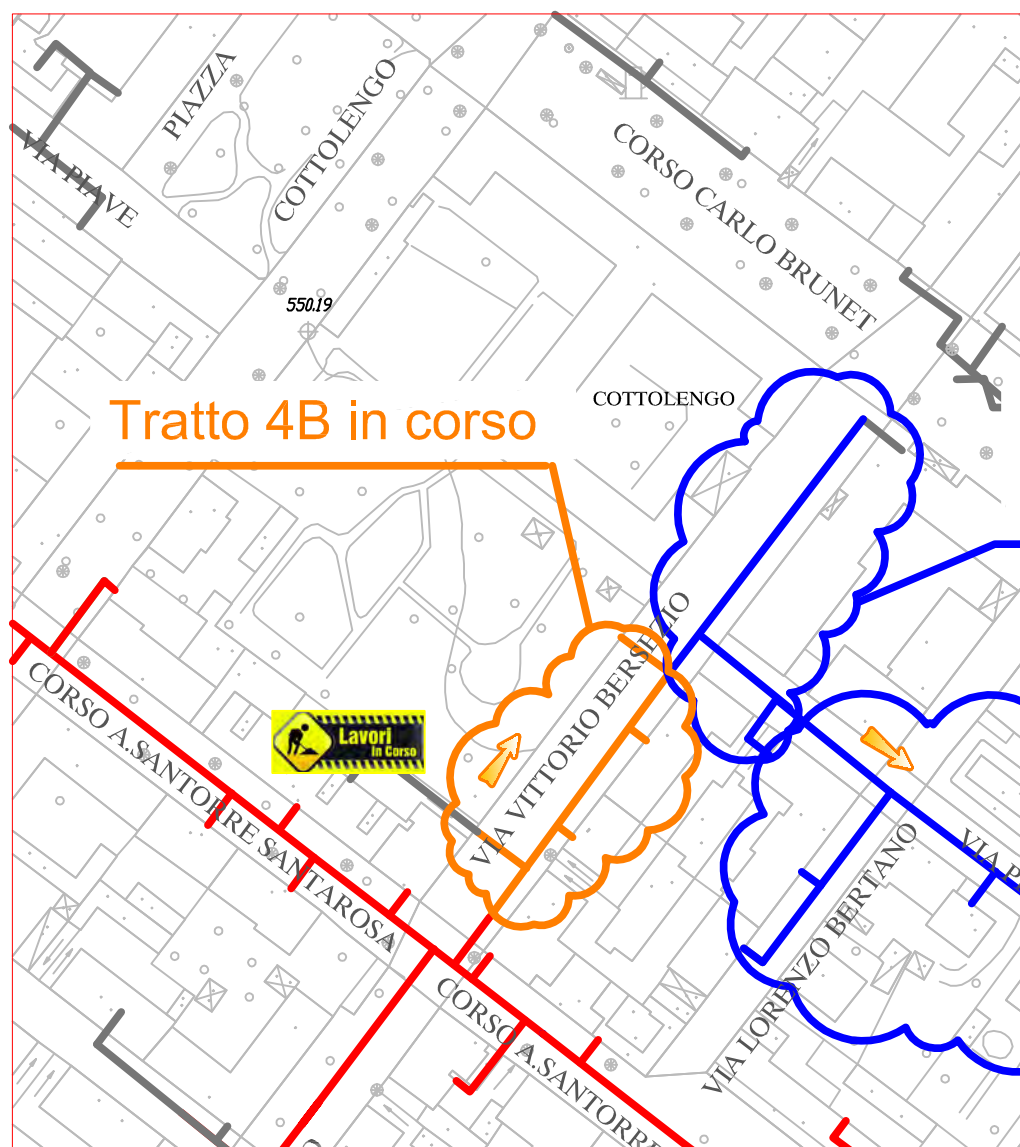 PIAZZA
COTTOLENGO
VIA PIAVE
CORSO CARLO BRUNET
550.19
COTTOLENGO
Tratto 4B in corso
VIA VITTORIO BERSEZIO
CORSO A.SANTORRE SANTAROSA
Lavori
In Corso
VIA LORENZO BERTANO
VIA P
CORSO A.SANTORRE